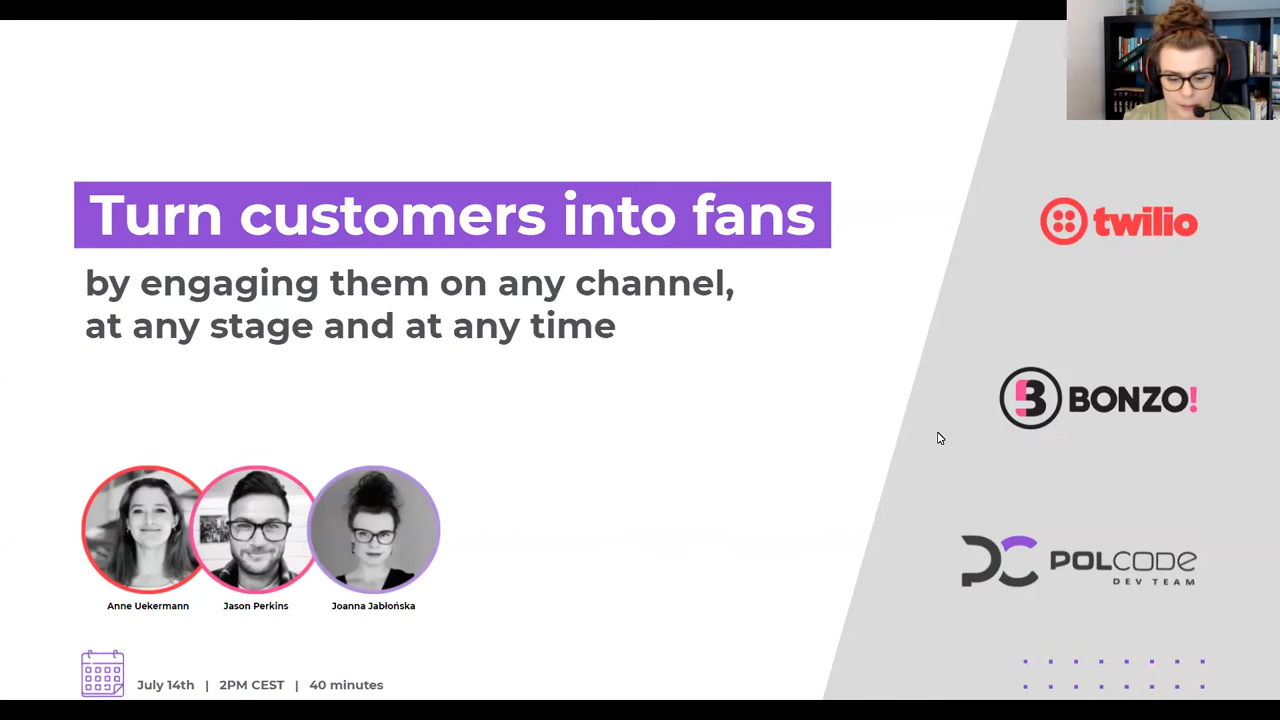 Turn customers into fans
by engaging them on any channel,
at any stage and at any time
twilio
BONZO!
POLCODE
DEV TEAM
Anne Uekermann
Jason Perkins
Joanna Jabłońska
July 14th | 2PM CEST | 40 minutes